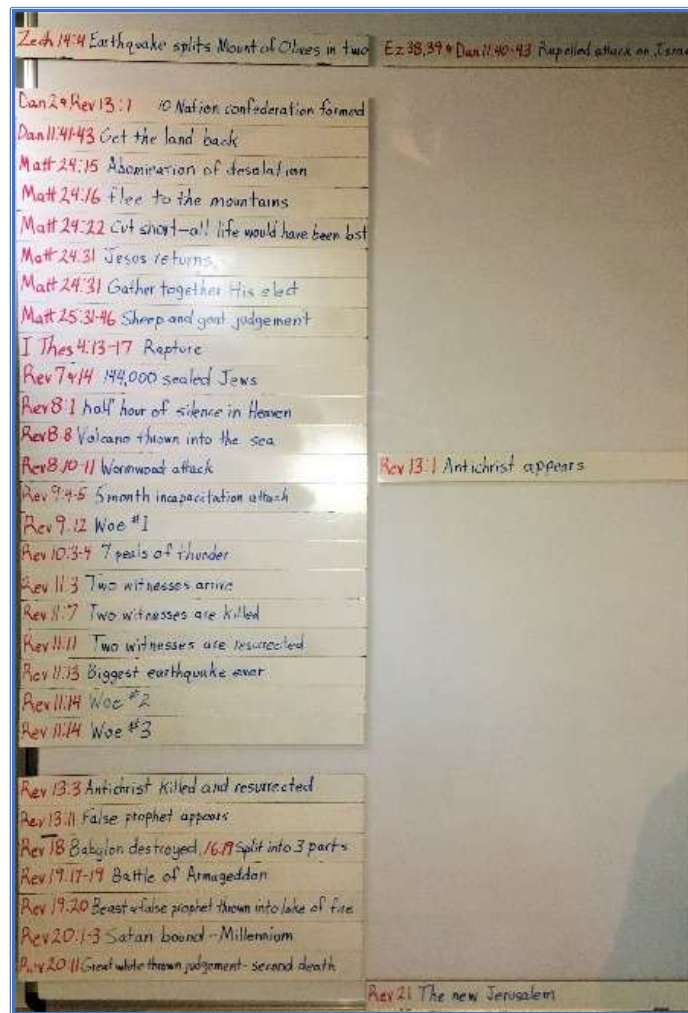 Zech 14:4 Earthquake splits Mount of Olives in two
Ez 38,39 & Dan 11:40-43 Repelled attack on Israe
Dan 2 & Rev 13:1 10 Nation confederation formed
Dan 11:41-43 Get the land back
Matt 24:15 Abomination of desolation
Matt 24:16 flee to the mountains
Matt 24:22 Cut short-all life would have been lost
Matt 24:31 Jesus returns
Matt 24:31 Gather together His elect
Matt 25:31-46 Sheep and goat judgement
I Thes 4:13-17 Rapture
Rev 7 & 14 144,000 sealed Jews
Rev 8:1 half hour of silence in Heaven
Rev 8:8 Volcano thrown into the sea
Rev 8:10-11 Wormwood attack
Rev 13:1 Antichrist appears
Rev 9:4-5 5 month incapacitation attack
Rev 9:12 Woe #1
Rev 10:3-4 7 peals of thunder
Rev 11:3 Two witnesses arrive
Rev 11:7 Two witnesses are killed
Rev 11:11 Two witnesses are resurrected
Rev 11:13 Biggest earthquake ever
Rev 11:14 Woe #2
Rev 11:14 Woe #3
Rev 13:3 Antichrist killed and resurrected
Rev 13:11 False prophet appears
Rev 18 Babylon destroyed, 16:19 Split into 3 parts
Rev 19:17-19 Battle of Armageddon
Rev 19:20 Beast & false prophet thrown into lake of fire
Rev 20:1-3 Satan bound-Millennium
Rev 20:11 Great white thrown judgement-second death
Rev 21 The new Jerusalem